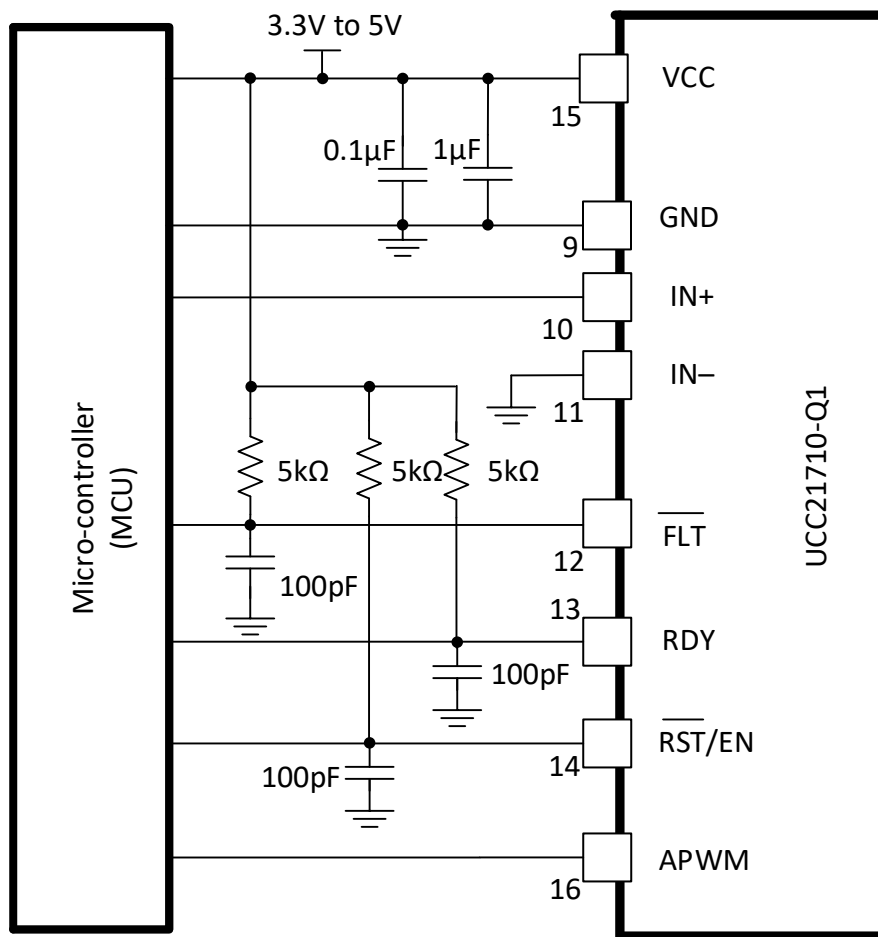 3.3V to 5V
VCC
15
0.1µF
1µF
GND
9
IN+
10
IN–
11
Micro-controller
(MCU)
UCC21710-Q1
5kΩ
5kΩ
5kΩ
FLT
12
100pF
13
RDY
100pF
RST/EN
14
100pF
APWM
16